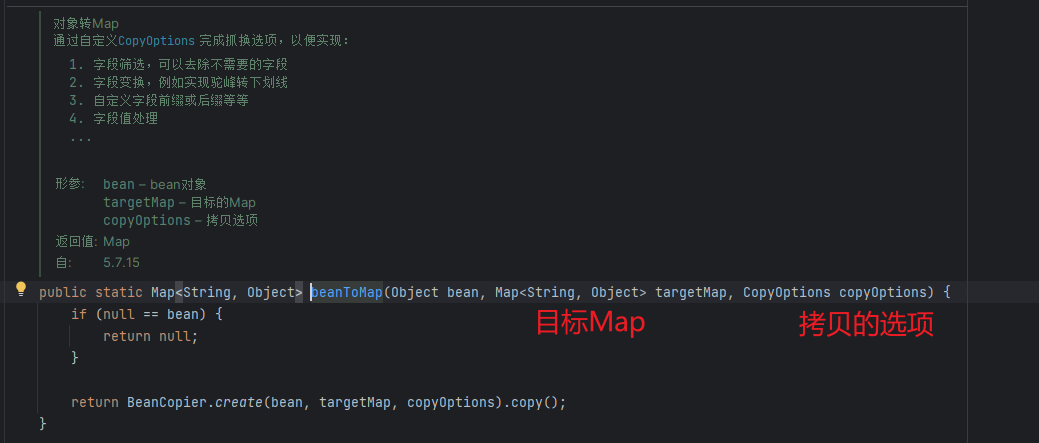 对象转Map
通过自定义CopyOptions 完成抓换选项，以便实现：
1. 字段筛选，可以去除不需要的字段
2. 字段变换，例如实现驼峰转下划线
3. 自定义字段前缀或后缀等等
4. 字段值处理
...
形参: bean – bean对象
targetMap – 目标的Map
copyOptions – 拷贝选项
返回值: Map
自: 5.7.15
public static Map<String, Object> beanToMap(Object bean, Map<String, Object> targetMap, CopyOptions copyOptions) {
if (null == bean) {
目标Map 拷贝的选项
return null;
}
return BeanCopier.create(bean, targetMap, copyOptions).copy();
}